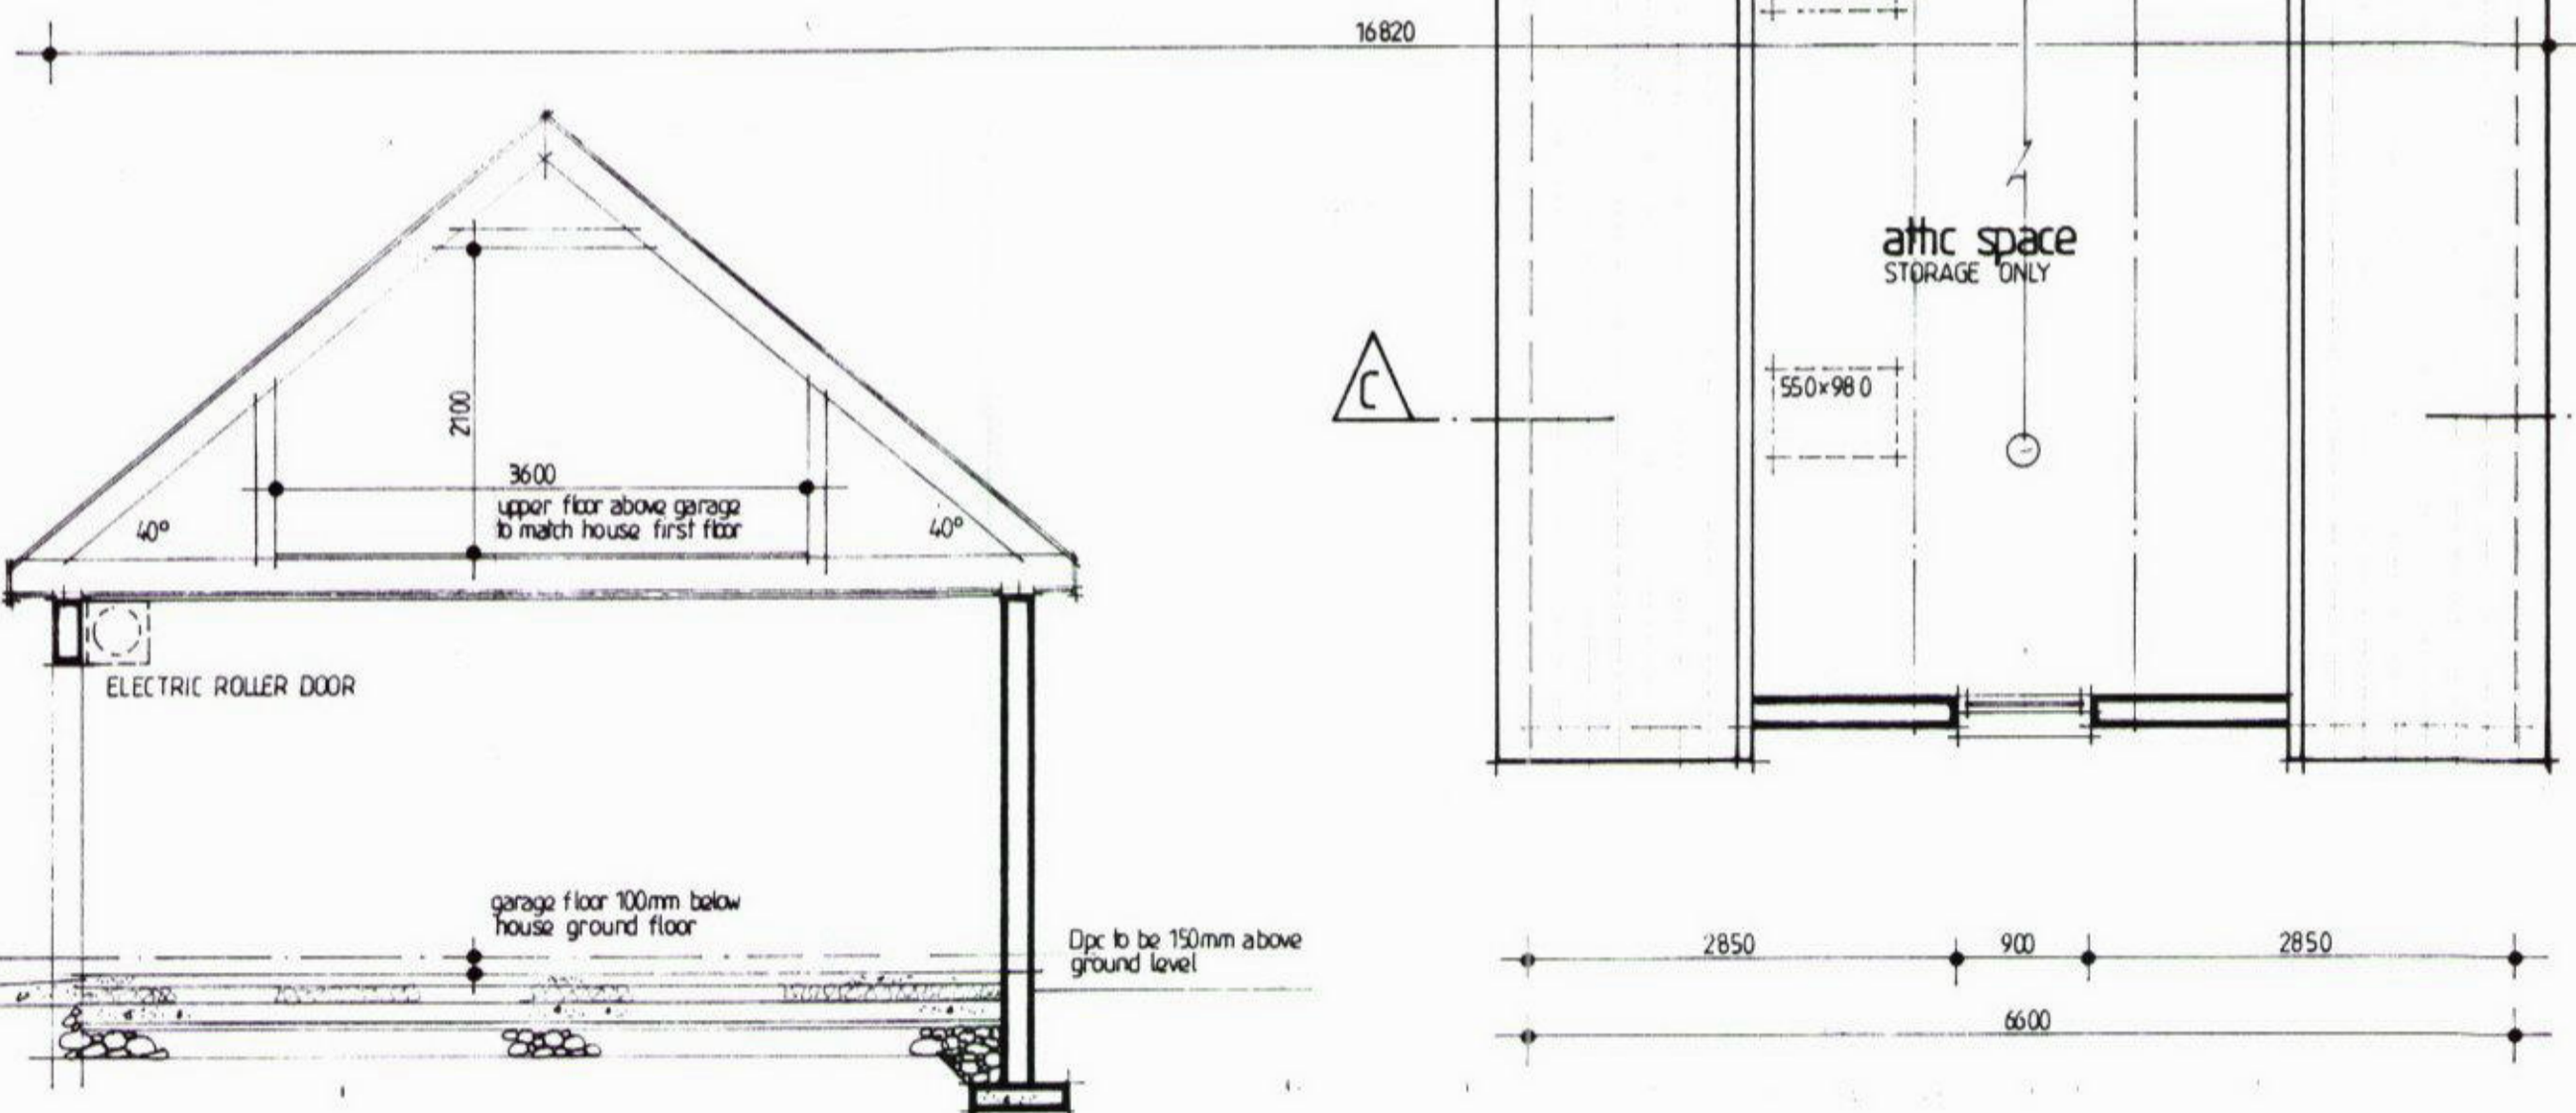 16820
2100
3600
upper floor above garage
to match house first floor
40°
40°
ELECTRIC ROLLER DOOR
garage floor 100mm below
house ground floor
Dpc to be 150mm above
ground level
C
attic space
STORAGE ONLY
550x980
2850
900
2850
6600